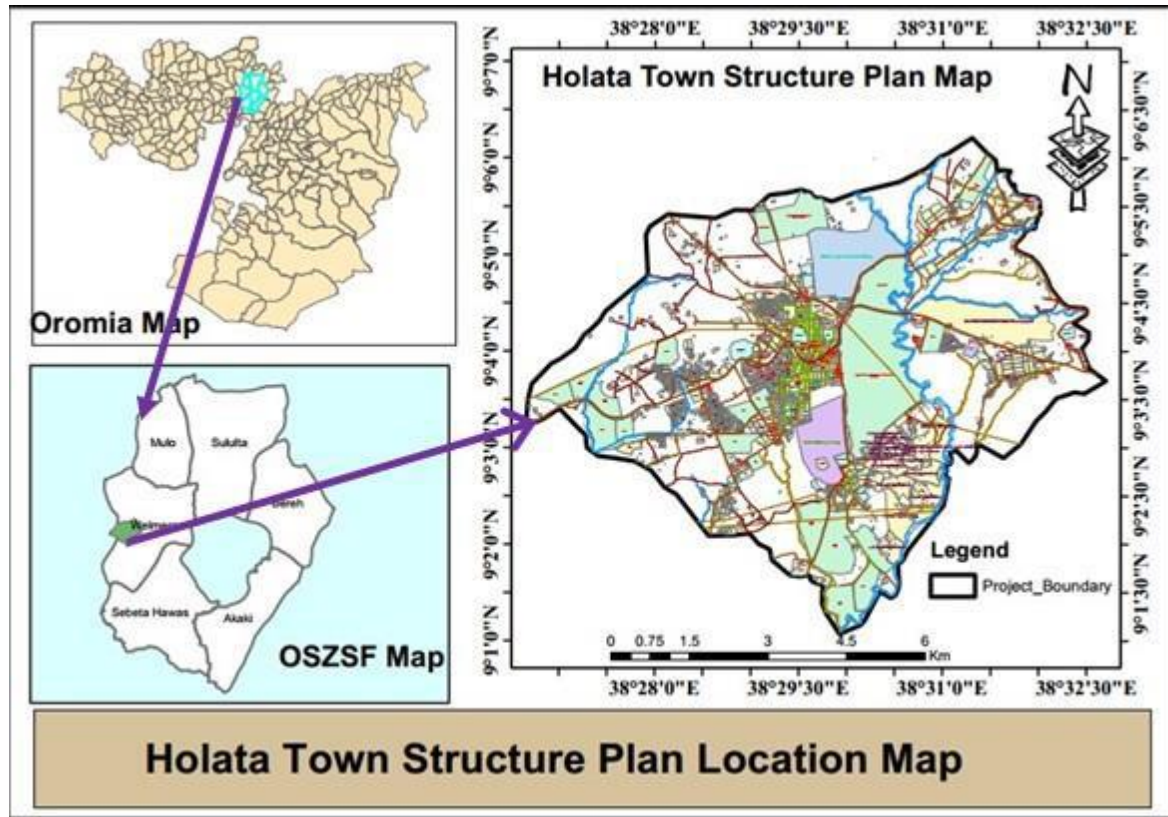 Oromia Map
Mulo
Sululta
Bereh
Welmera
Sebeta Hawas
Akaki
OSZSF Map
38°28'0"E 38°29'30"E 38°31'0"E 38°32'30"E
Holata Town Structure Plan Map
N
9°7'0"N
9°6'0"N
9°5'0"N
9°4'0"N
9°3'0"N
9°2'0"N
9°1'0"N
9°6'30"N
9°5'30"N
9°4'30"N
9°3'30"N
9°2'30"N
9°1'30"N
Legend
Project_Boundary
0 0.75 1.5 3 4.5 6
Km
38°28'0"E 38°29'30"E 38°31'0"E 38°32'30"E
Holata Town Structure Plan Location Map